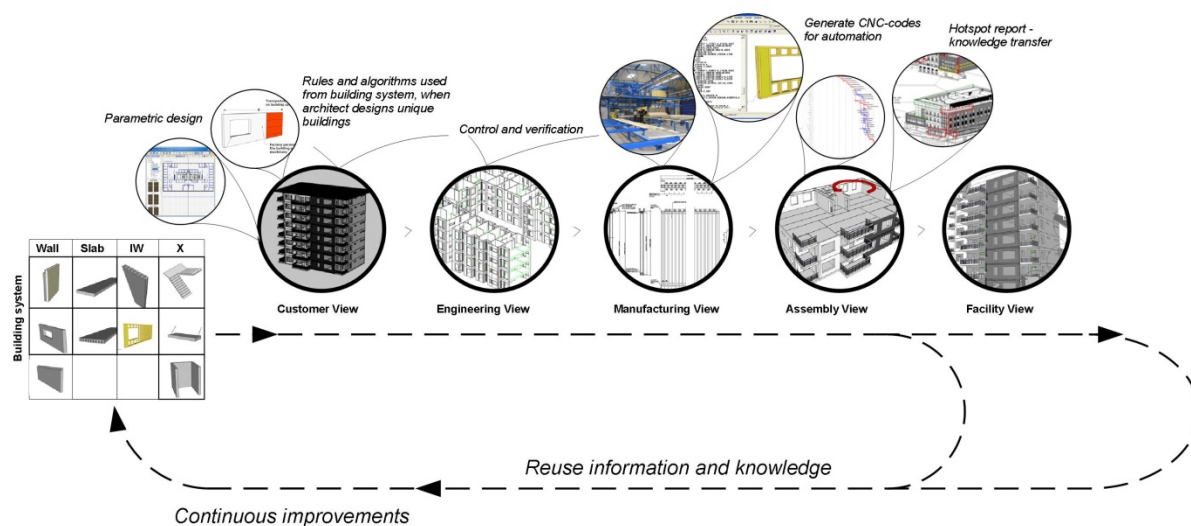 Generate CNC-codes
for automation
Hotspot report -
knowledge transfer
Rules and algorithms used
from building system, when
architect designs unique
buildings
Parametric design
Control and verification
Wall
Slab
IW
X
Building system
Customer View
Engineering View
Manufacturing View
Assembly View
Facility View
Reuse information and knowledge
Continuous improvements